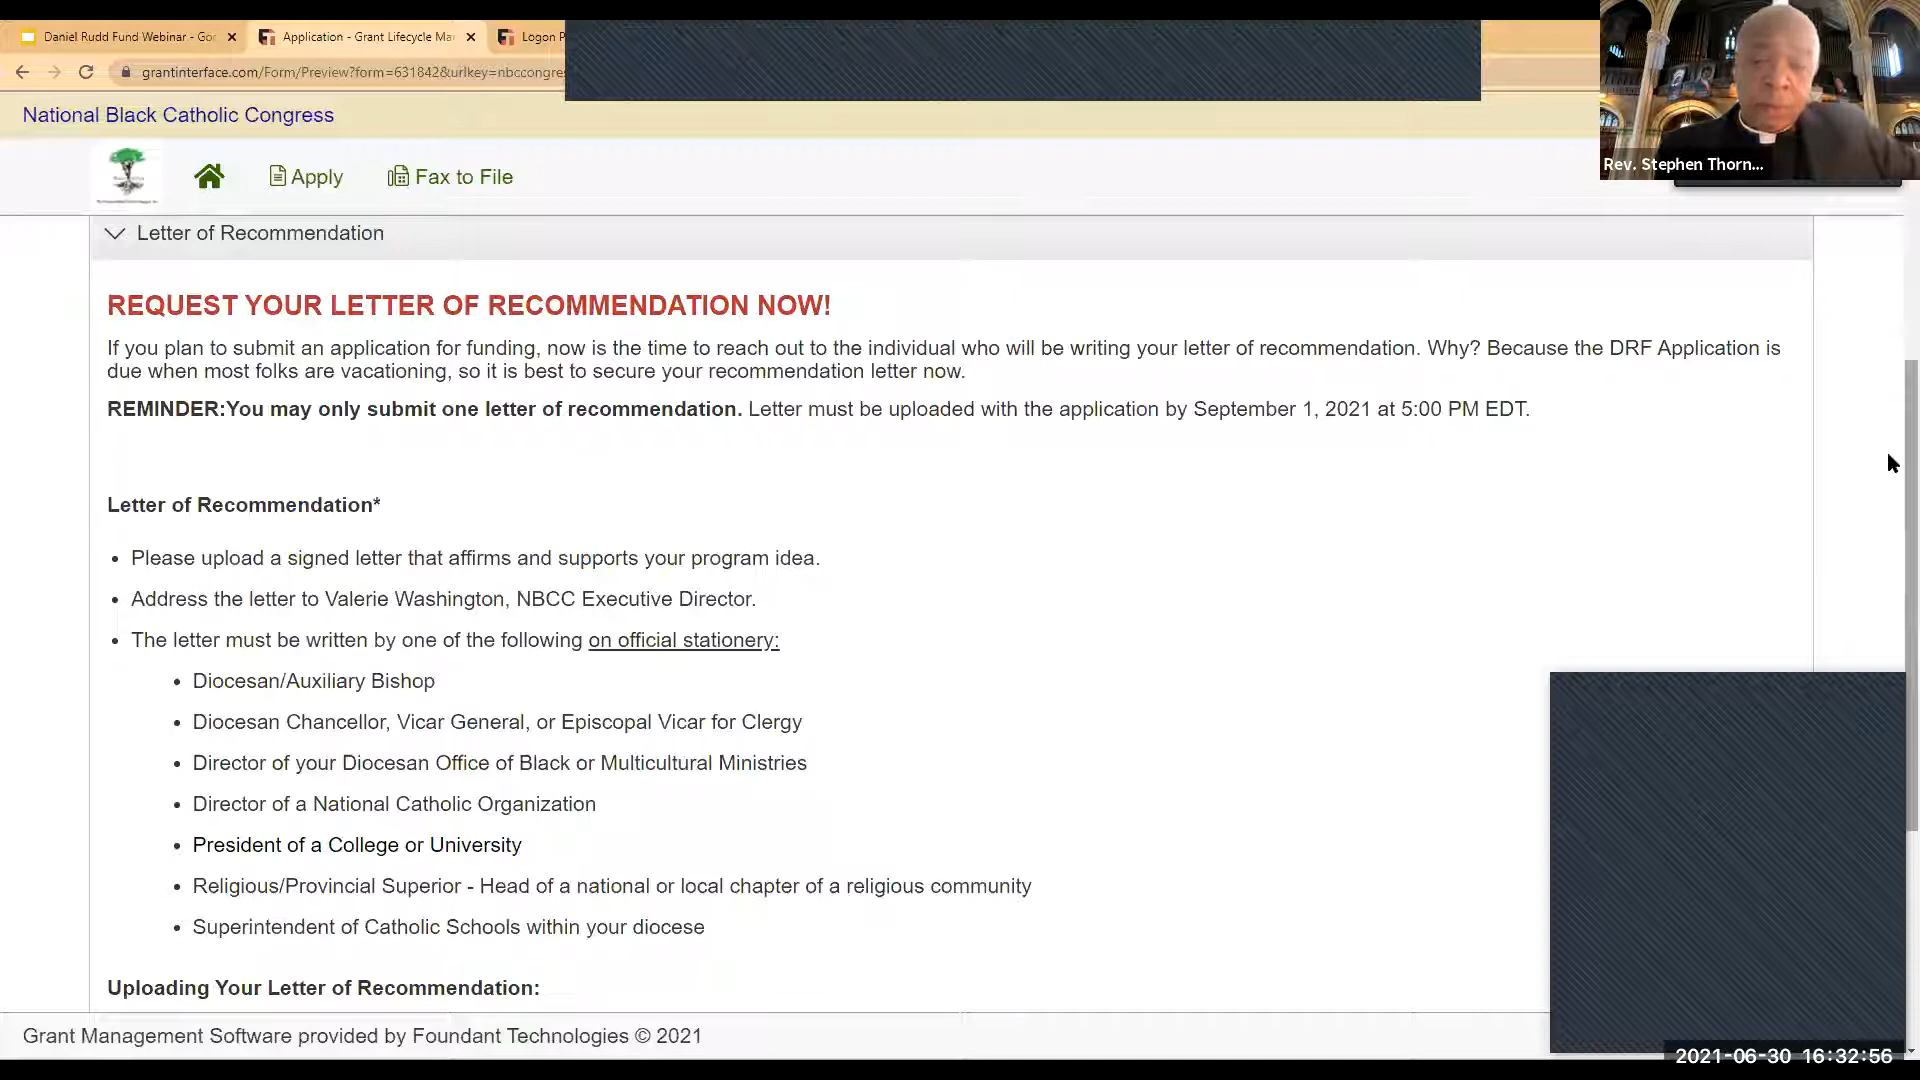 Daniel Rudd Fund Webinar - Goo
Application - Grant Lifecycle Ma
Logon P
grantinterface.com/Form/Preview?form=631842&urlkey=nbccongres
National Black Catholic Congress
Rev. Stephen Thorn...
Apply
Fax to File
Letter of Recommendation
REQUEST YOUR LETTER OF RECOMMENDATION NOW!
If you plan to submit an application for funding, now is the time to reach out to the individual who will be writing your letter of recommendation. Why? Because the DRF Application is
due when most folks are vacationing, so it is best to secure your recommendation letter now.
REMINDER:You may only submit one letter of recommendation. Letter must be uploaded with the application by September 1, 2021 at 5:00 PM EDT.
Letter of Recommendation*
• Please upload a signed letter that affirms and supports your program idea.
• Address the letter to Valerie Washington, NBCC Executive Director.
• The letter must be written by one of the following on official stationery:
• Diocesan/Auxiliary Bishop
• Diocesan Chancellor, Vicar General, or Episcopal Vicar for Clergy
• Director of your Diocesan Office of Black or Multicultural Ministries
• Director of a National Catholic Organization
• President of a College or University
• Religious/Provincial Superior - Head of a national or local chapter of a religious community
• Superintendent of Catholic Schools within your diocese
Uploading Your Letter of Recommendation:
Grant Management Software provided by Foundant Technologies © 2021
2021-06-30 16:32:56